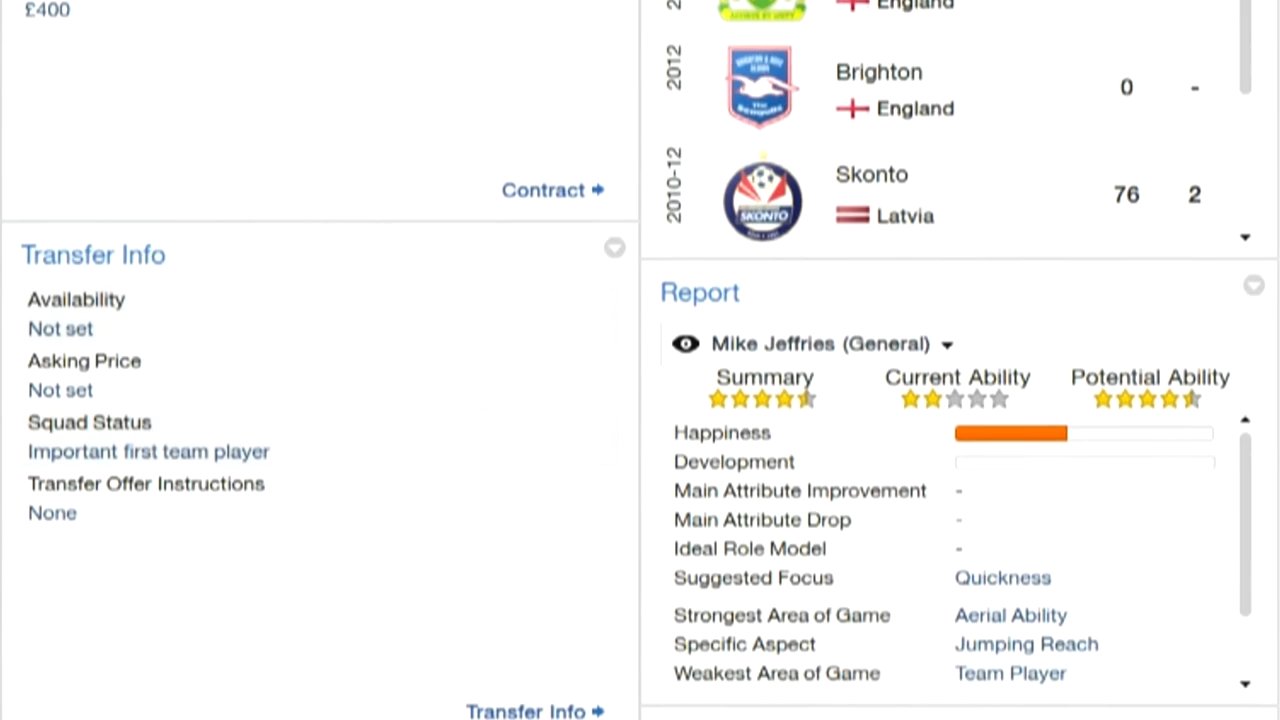 £400
Contract
Transfer Info
Availability
Not set
Asking Price
Not set
Squad Status
Important first team player
Transfer Offer Instructions
None
Transfer Info
England
2012
Brighton
0
-
England
2010-12
Skonto
76
2
SKONTO
Latvia
Report
Mike Jeffries (General)
Summary
Current Ability
Potential Ability
Happiness
Development
Main Attribute Improvement
-
Main Attribute Drop
-
Ideal Role Model
-
Suggested Focus
Quickness
Strongest Area of Game
Aerial Ability
Specific Aspect
Jumping Reach
Weakest Area of Game
Team Player